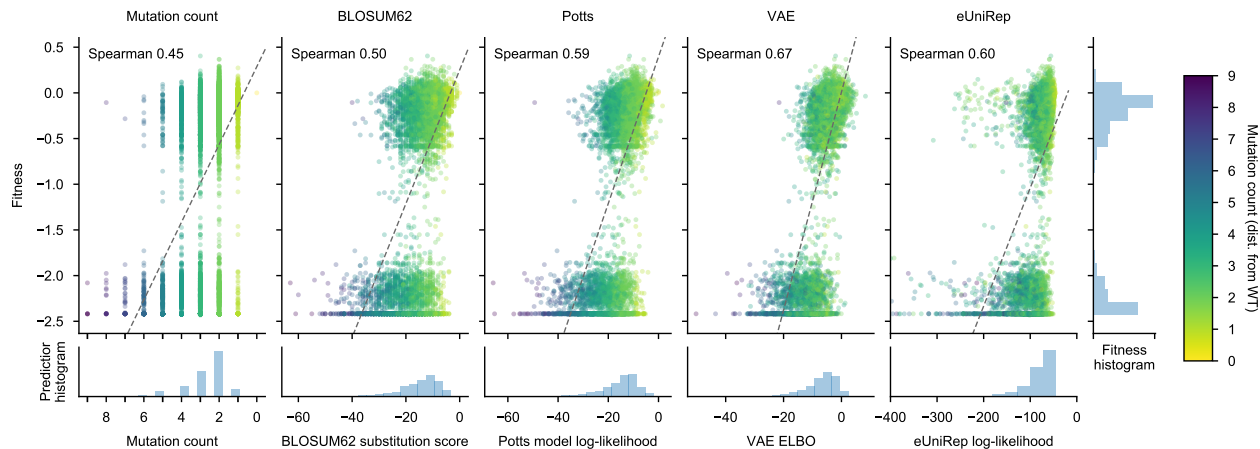 Mutation count
BLOSUM62
Potts
VAE
eUniRep
Spearman 0.45
Spearman 0.50
Spearman 0.59
Spearman 0.67
Spearman 0.60
Fitness
0.5
0.0
−0.5
−1.0
−1.5
−2.0
−2.5
Prediction
histogram
8 6 4 2 0
−60 −40 −20 0
−60 −40 −20 0
−40 −20 0
−400 −300 −200 −100 0
Mutation count
BLOSUM62 substitution score
Potts model log-likelihood
VAE ELBO
eUniRep log-likelihood
Fitness
histogram
9
8
7
6
5
4
3
2
1
0
Mutation count (dist. from WT)